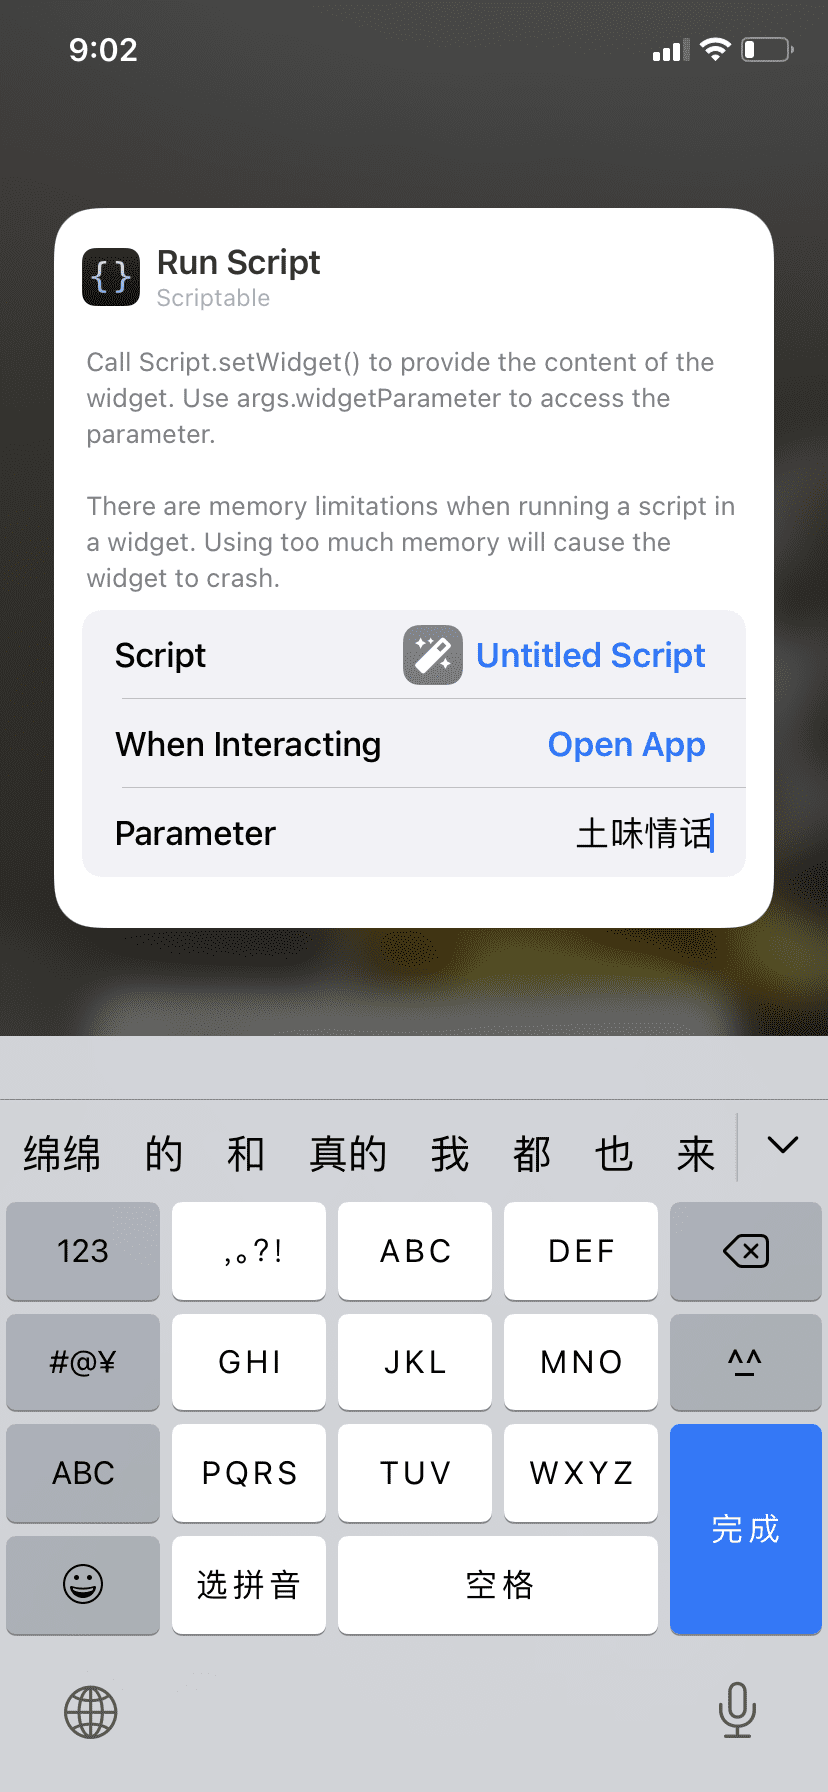 9:02
Run Script
Scriptable
Call Script.setWidget() to provide the content of the
widget. Use args.widgetParameter to access the
parameter.
There are memory limitations when running a script in
a widget. Using too much memory will cause the
widget to crash.
Script Untitled Script
When Interacting Open App
Parameter 土味情话
绵绵 的 和 真的 我 都 也 来
123 ,。?! ABC DEF
#@¥ GHI JKL MNO ^^
ABC PQRS TUV WXYZ
完成
选拼音 空格